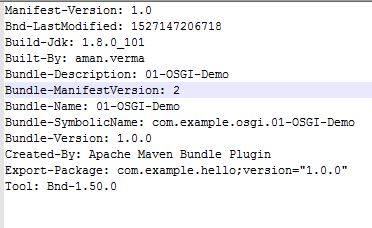 Manifest-Version: 1.0
Bnd-LastModified: 1527147206718
Build-Jdk: 1.8.0_101
Built-By: aman.verma
Bundle-Description: 01-OSGI-Demo
Bundle-ManifestVersion: 2
Bundle-Name: 01-OSGI-Demo
Bundle-SymbolicName: com.example.osgi.01-OSGI-Demo
Bundle-Version: 1.0.0
Created-By: Apache Maven Bundle Plugin
Export-Package: com.example.hello;version="1.0.0"
Tool: Bnd-1.50.0